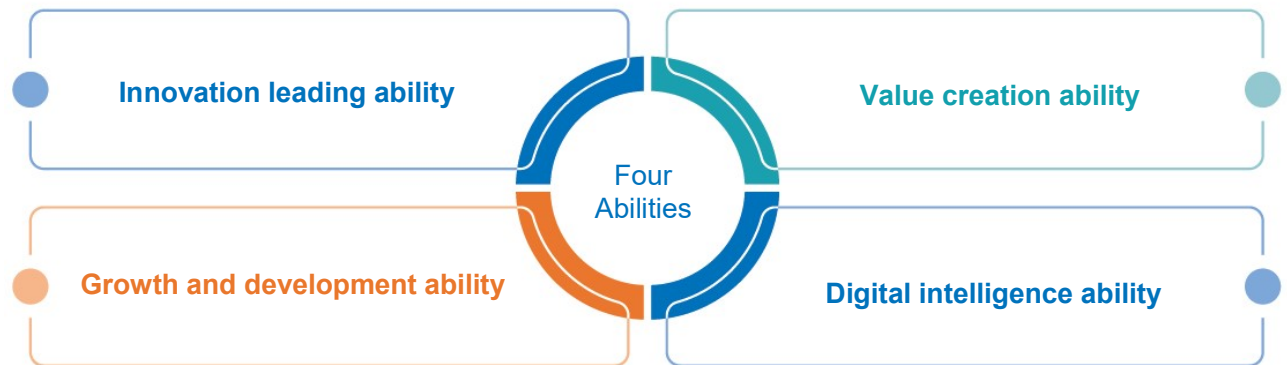 Innovation leading ability
Value creation ability
Four
Abilities
Growth and development ability
Digital intelligence ability